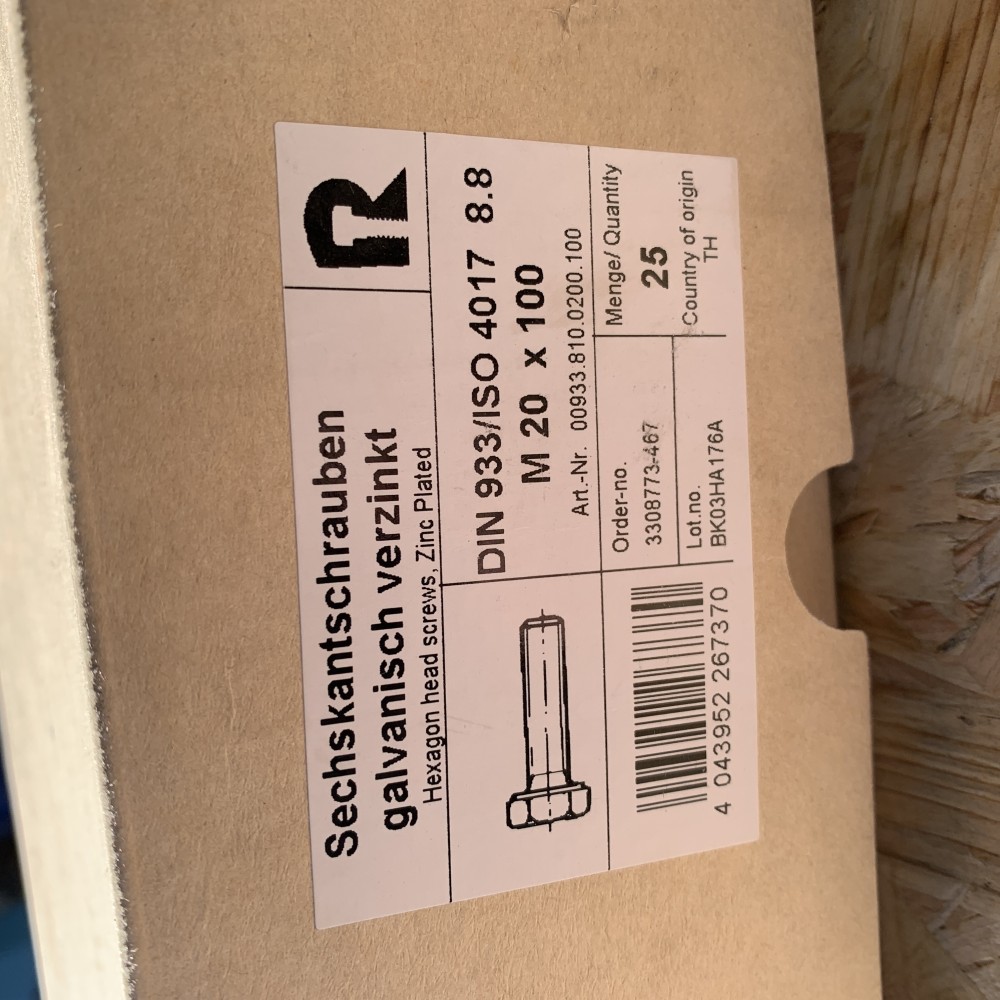 Sechskantschrauben
galvanisch verzinkt
Hexagon head screws, Zinc Plated
R
DIN 933/ISO 4017 8.8
M 20 x 100
Art.-Nr. 00933.810.0200.100
Order-no.
3308773-467
Lot.no.
BK03HA176A
Menge/ Quantity
25
Country of origin
TH
4 043952 267370